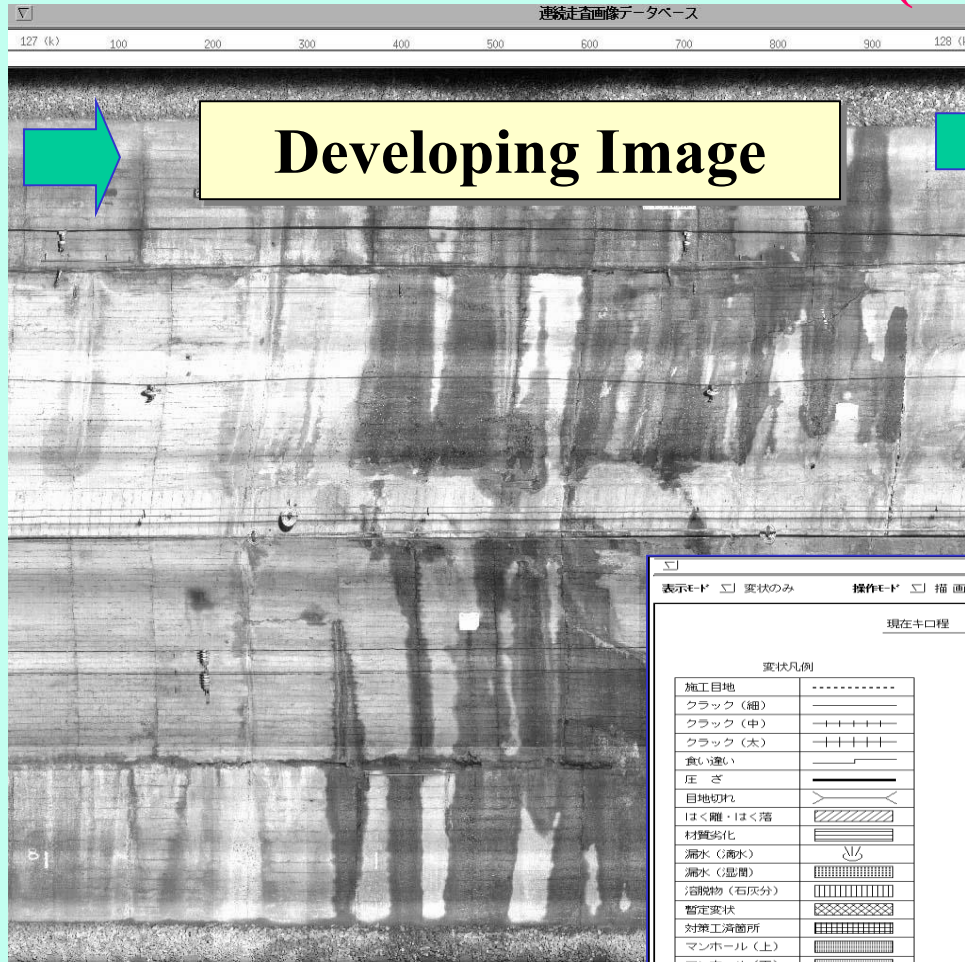 連続走査画像データベース
127 (k) 100 200 300 400 500 600 700 800 900 128
Developing Image
表示モード 変状のみ 操作モード 描 画
現在キロ程
変状凡例
施工目地
クラック（細）
クラック（中）
クラック（太）
食い違い
圧 ざ
目地切れ
はく離・はく落
材質劣化
漏水（滴水）
漏水（湿潤）
溶脱物（石灰分）
暫定変状
対策工済箇所
マンホール（上）